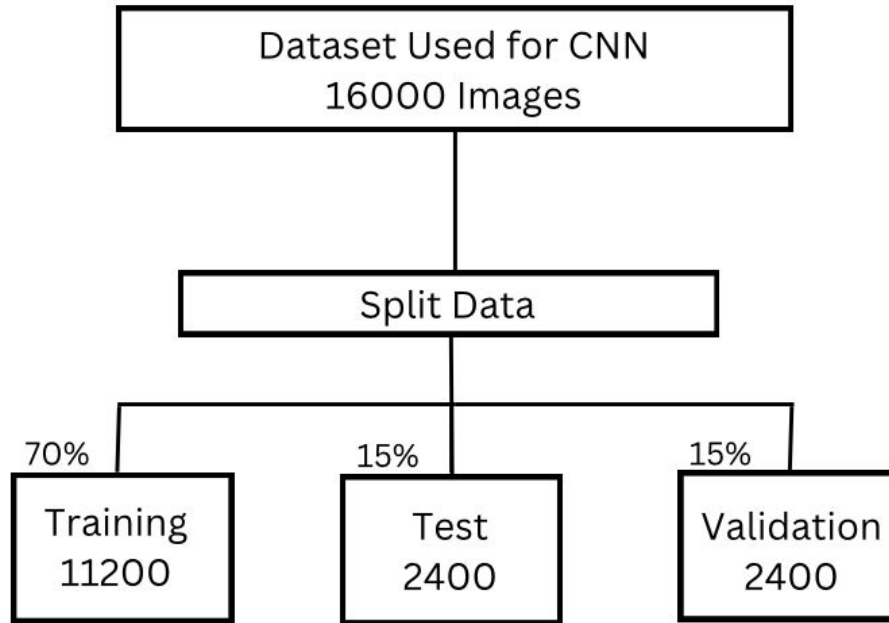 Dataset Used for CNN
16000 Images
Split Data
70%
Training
11200
15%
Test
2400
15%
Validation
2400